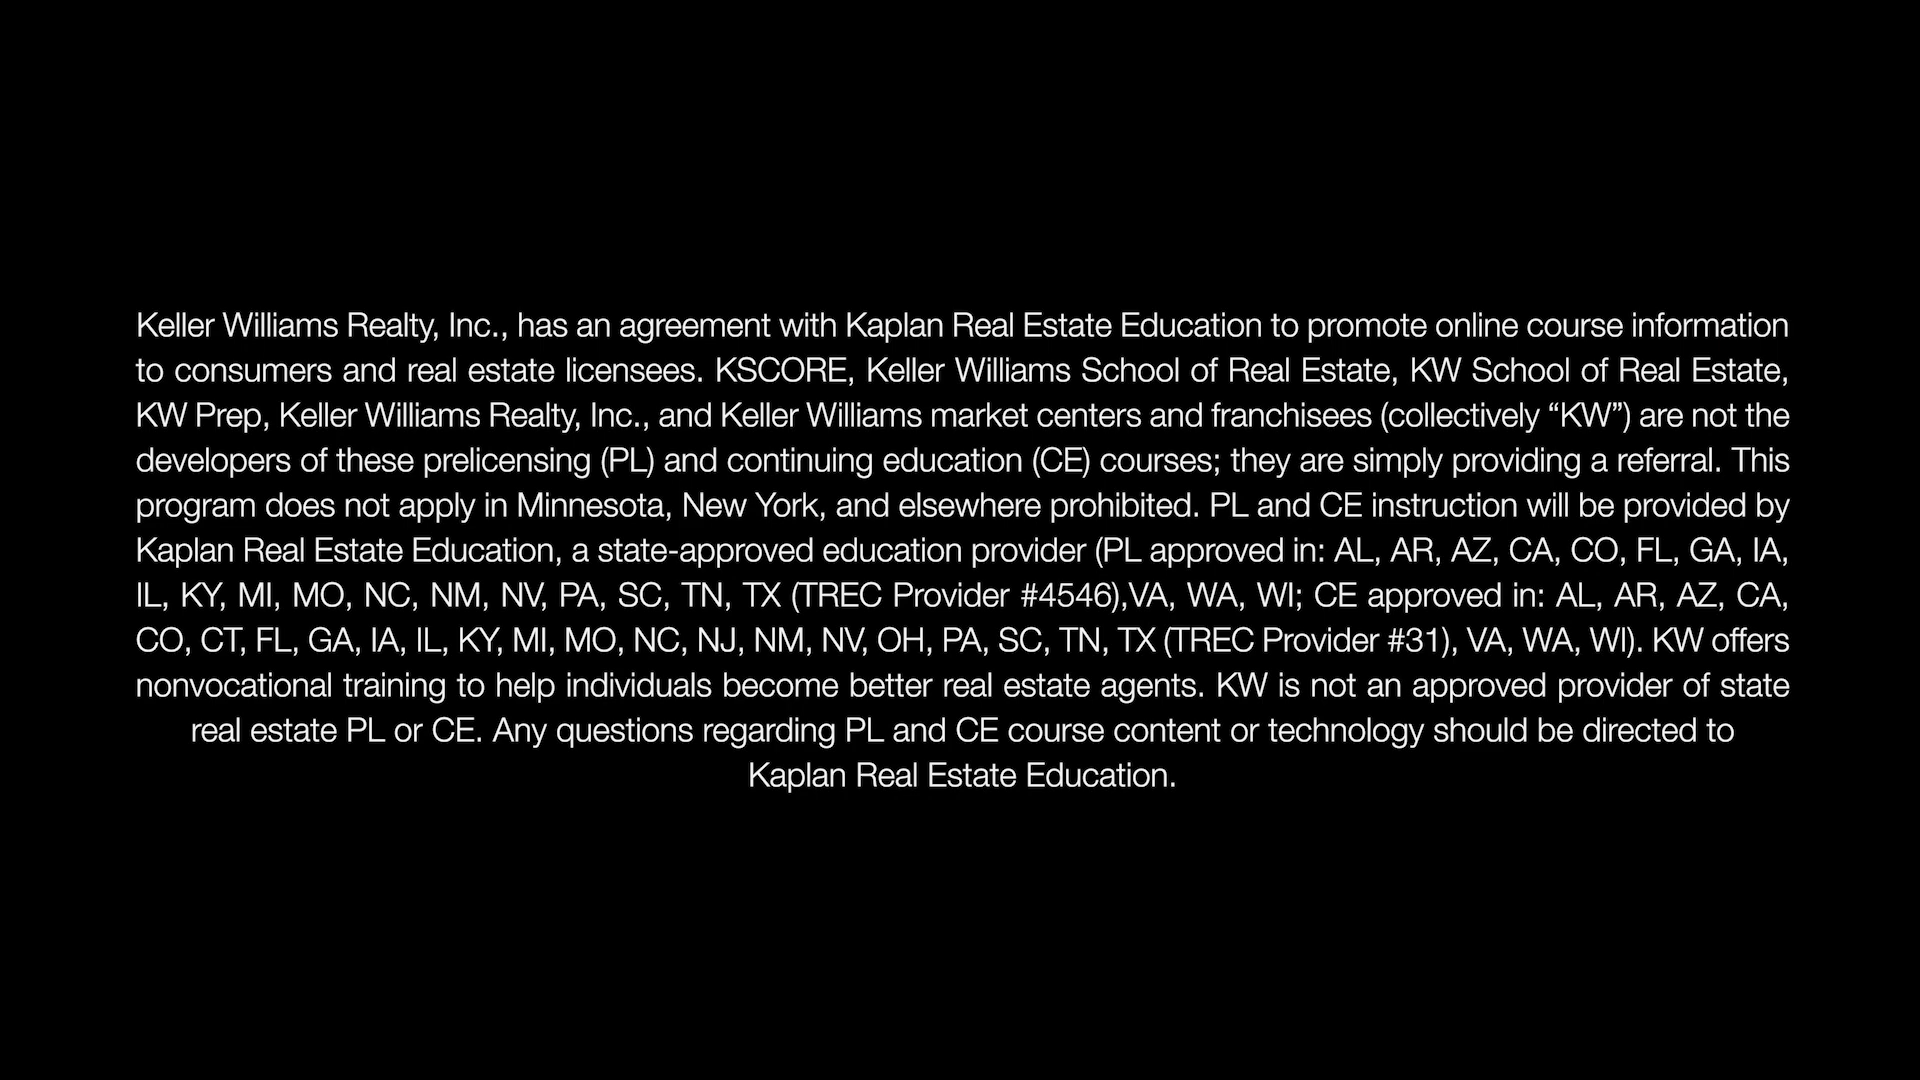 Keller Williams Realty, Inc., has an agreement with Kaplan Real Estate Education to promote online course information
to consumers and real estate licensees. KSCORE, Keller Williams School of Real Estate, KW School of Real Estate,
KW Prep, Keller Williams Realty, Inc., and Keller Williams market centers and franchisees (collectively “KW”) are not the
developers of these prelicensing (PL) and continuing education (CE) courses; they are simply providing a referral. This
program does not apply in Minnesota, New York, and elsewhere prohibited. PL and CE instruction will be provided by
Kaplan Real Estate Education, a state-approved education provider (PL approved in: AL, AR, AZ, CA, CO, FL, GA, IA,
IL, KY, MI, MO, NC, NM, NV, PA, SC, TN, TX (TREC Provider #4546),VA, WA, WI; CE approved in: AL, AR, AZ, CA,
CO, CT, FL, GA, IA, IL, KY, MI, MO, NC, NJ, NM, NV, OH, PA, SC, TN, TX (TREC Provider #31), VA, WA, WI). KW offers
nonvocational training to help individuals become better real estate agents. KW is not an approved provider of state
real estate PL or CE. Any questions regarding PL and CE course content or technology should be directed to
Kaplan Real Estate Education.